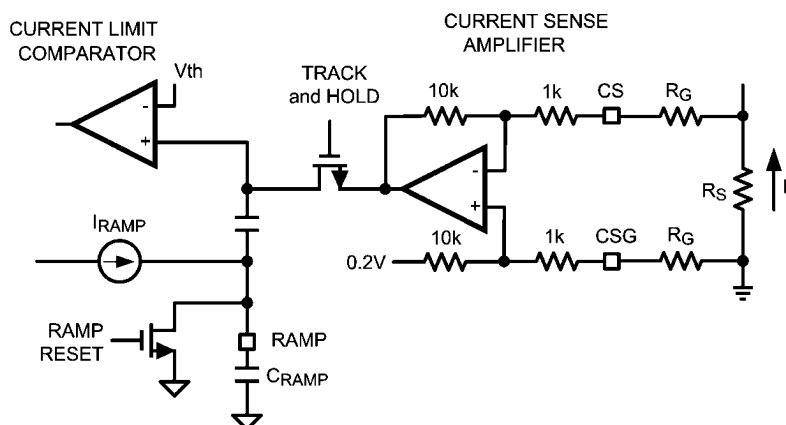 CURRENT LIMIT
COMPARATOR
Vth
-
+
TRACK
and HOLD
CURRENT SENSE
AMPLIFIER
10k
1k
CS
RG
-
+
RS
I
10k
1k
CSG
RG
0.2V
IRAMP
RAMP
RESET
RAMP
CRAMP